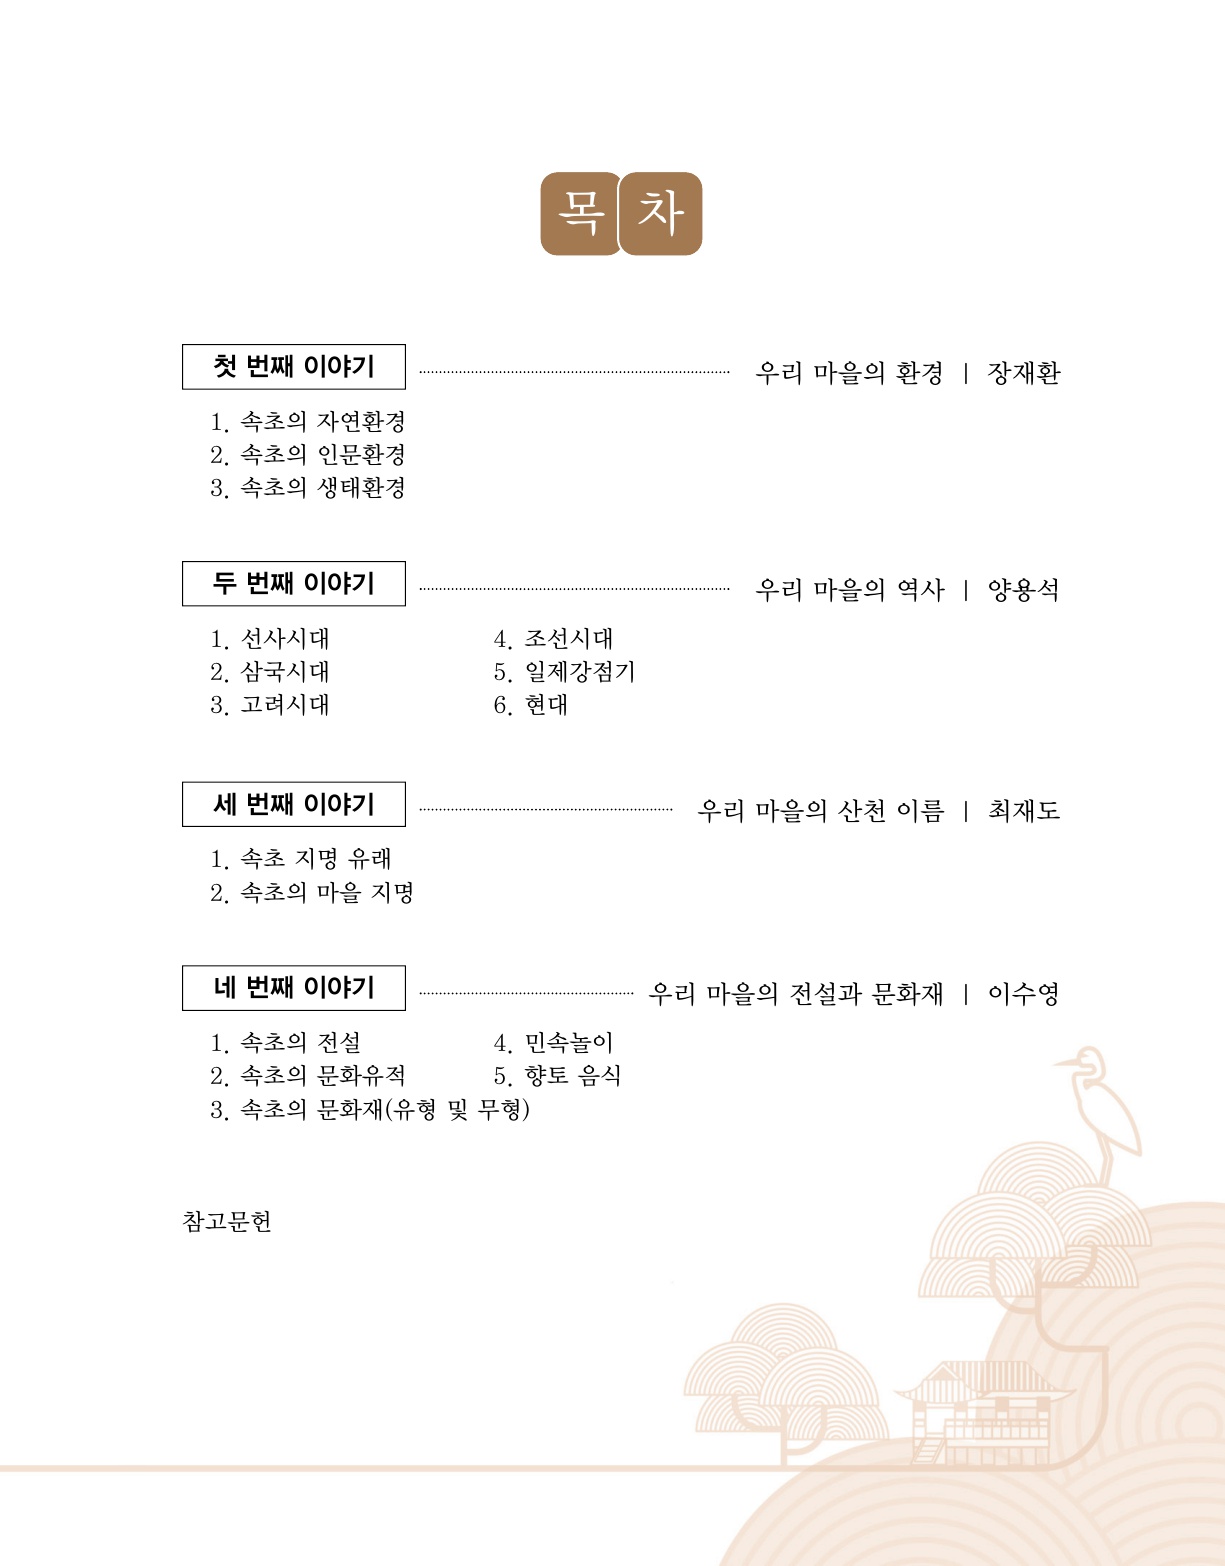 목차
첫 번째 이야기 우리 마을의 환경 | 장재환
1. 속초의 자연환경
2. 속초의 인문환경
3. 속초의 생태환경
두 번째 이야기 우리 마을의 역사 | 양용석
1. 선사시대
2. 삼국시대
3. 고려시대
4. 조선시대
5. 일제강점기
6. 현대
세 번째 이야기 우리 마을의 산천 이름 | 최재도
1. 속초 지명 유래
2. 속초의 마을 지명
네 번째 이야기 우리 마을의 전설과 문화재 | 이수영
1. 속초의 전설
2. 속초의 문화유적
3. 속초의 문화재(유형 및 무형)
4. 민속놀이
5. 향토 음식
참고문헌